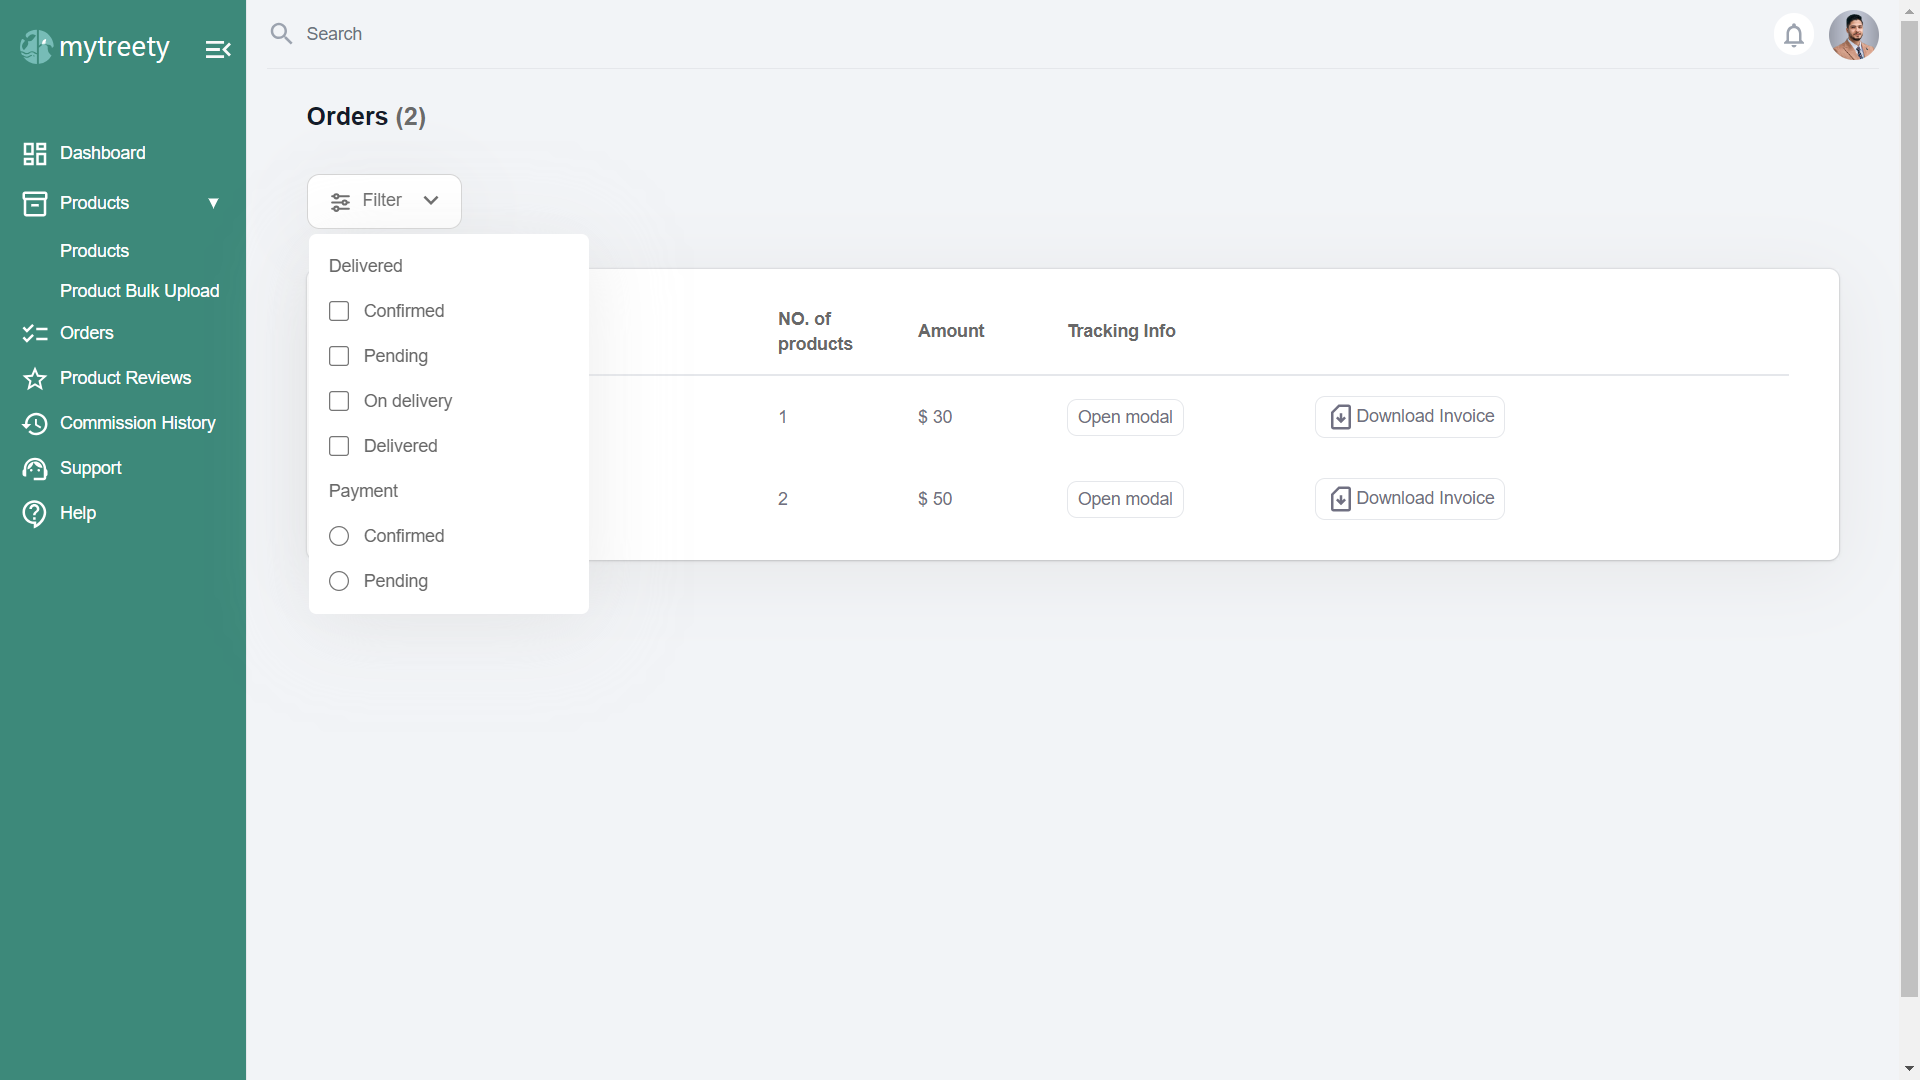 mytreety
Search
Orders (2)
Dashboard
Products
Products
Product Bulk Upload
Orders
Product Reviews
Commission History
Support
Help
Filter
Delivered
Confirmed
Pending
On delivery
Delivered
Payment
Confirmed
Pending
NO. of
products
Amount
Tracking Info
1
$ 30
Open modal
Download Invoice
2
$ 50
Open modal
Download Invoice